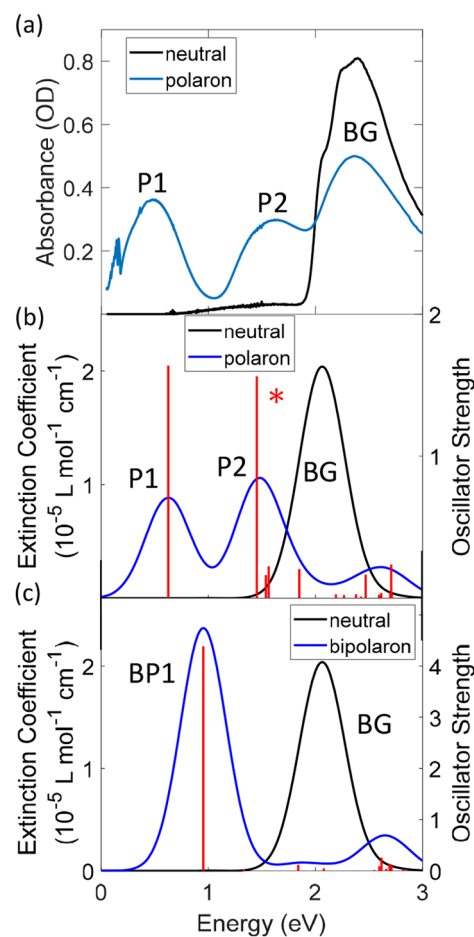 (a)
neutral
polaron
0.8
0.6
0.4
0.2
Absorbance (OD)
P1
P2
BG
(b)
neutral
polaron
2
1
Extinction Coefficient
(10⁻⁵ L mol⁻¹ cm⁻¹)
P1
P2
*
BG
2
1
Oscillator Strength
(c)
neutral
bipolaron
2
1
0
Extinction Coefficient
(10⁻⁵ L mol⁻¹ cm⁻¹)
BP1
BG
4
3
2
1
0
Oscillator Strength
0 1 2 3
Energy (eV)